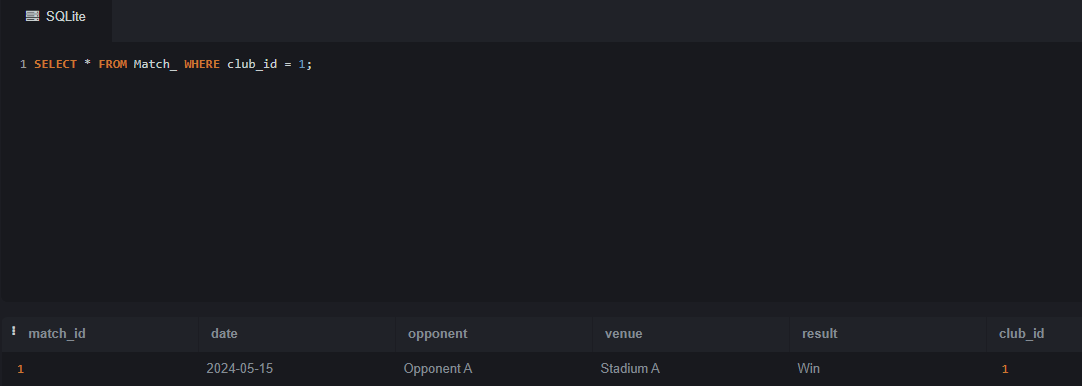 SQLite
1 SELECT * FROM Match_ WHERE club_id = 1;
match_id date opponent venue result club_id
1 2024-05-15 Opponent A Stadium A Win 1